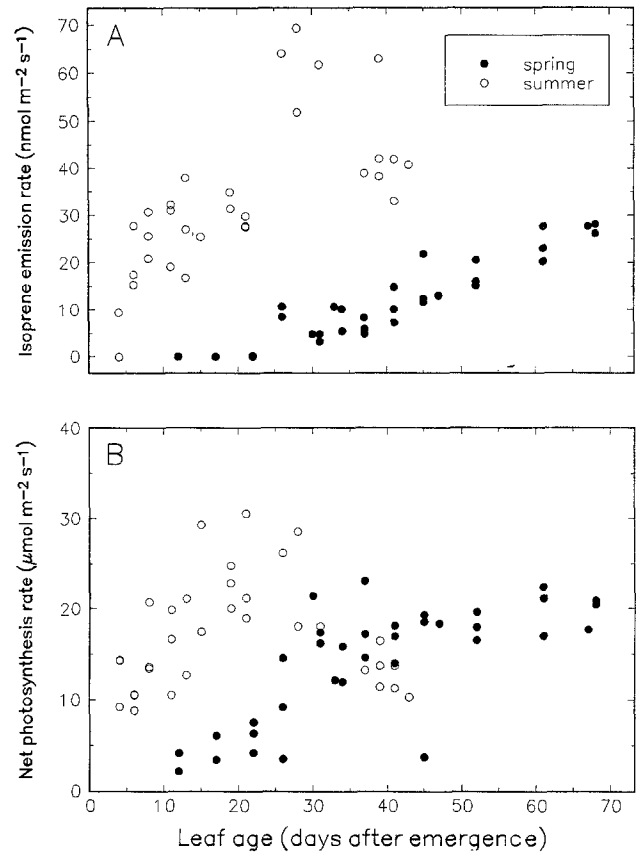 A
70
60
50
40
30
20
10
0
Isoprene emission rate (nmol m−2 s−1)
spring
summer
B
40
30
20
10
0
Net photosynthesis rate (μmol m−2 s−1)
0 10 20 30 40 50 60 70
Leaf age (days after emergence)